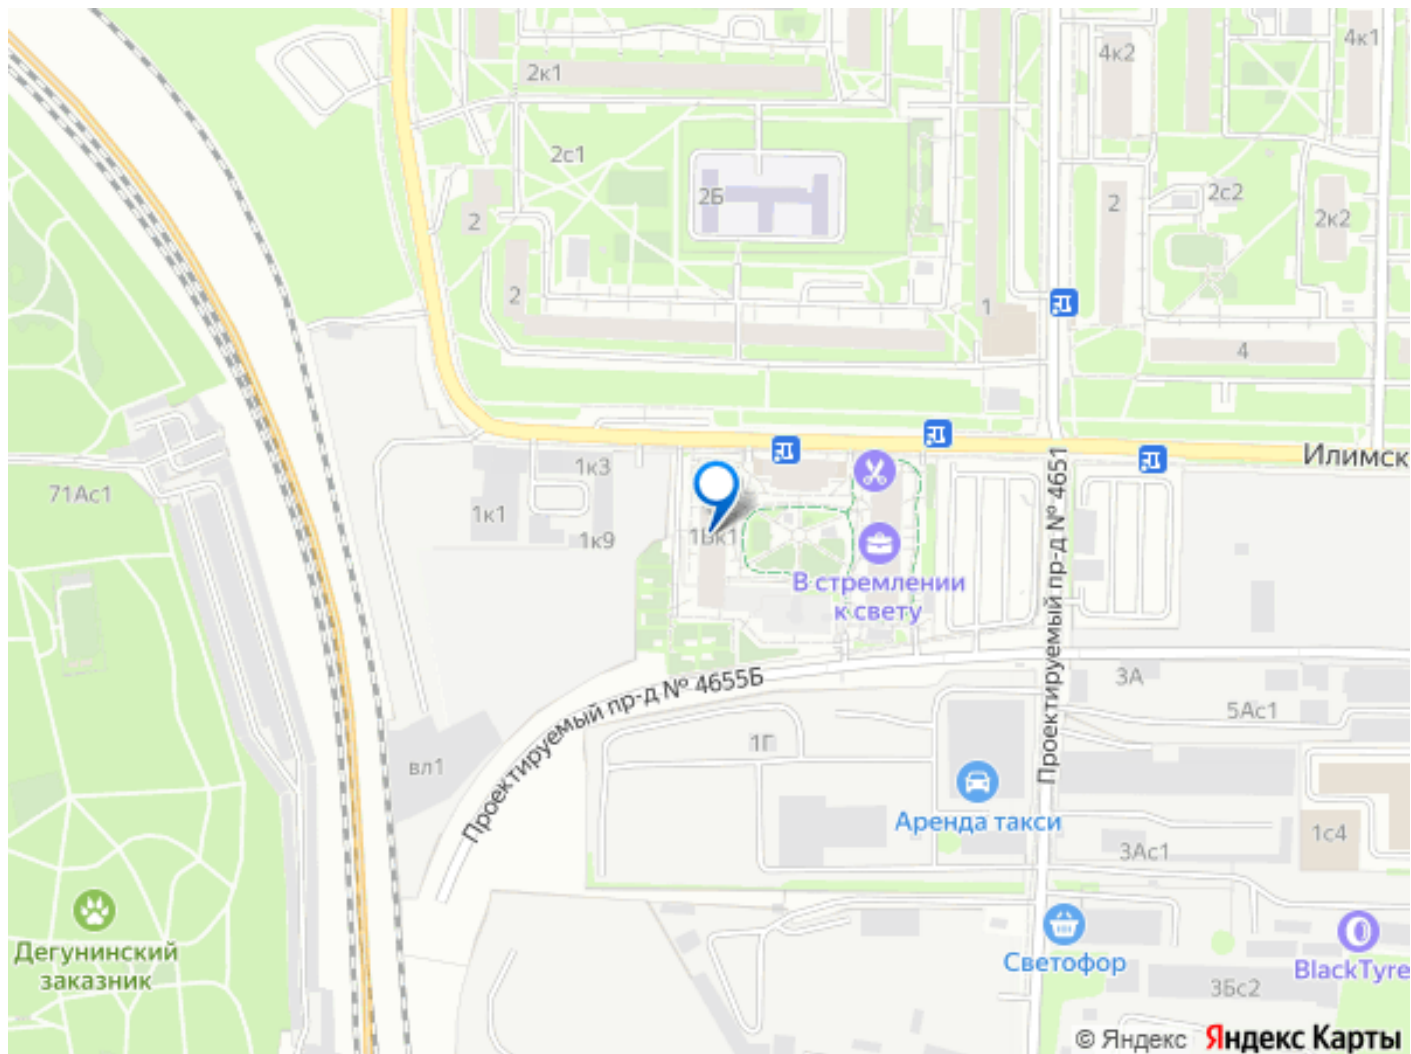 4к1
4к2
2к1
2с1
2Б
2
2с2
2к2
2
2
1
4
Илимск
1к3
71Ас1
1к1
1к9
1Вк1
В стремлении
к свету
Проектируемый пр-д № 4651
Проектируемый пр-д № 4655Б
3А
5Ас1
1Г
вл1
Аренда такси
1с4
3Ас1
Дегунинский
заказник
Светофор
BlackTyre
3Бс2
© Яндекс Яндекс Карты